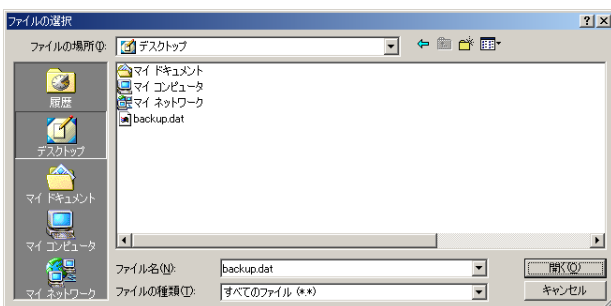 ファイルの選択
ファイルの場所(I):
デスクトップ
履歴
デスクトップ
マイ ドキュメント
マイ コンピュータ
マイ ネットワーク
マイ ドキュメント
マイ コンピュータ
マイ ネットワーク
backup.dat
ファイル名(N):
backup.dat
開く(O)
ファイルの種類(T):
すべてのファイル (*.*)
キャンセル